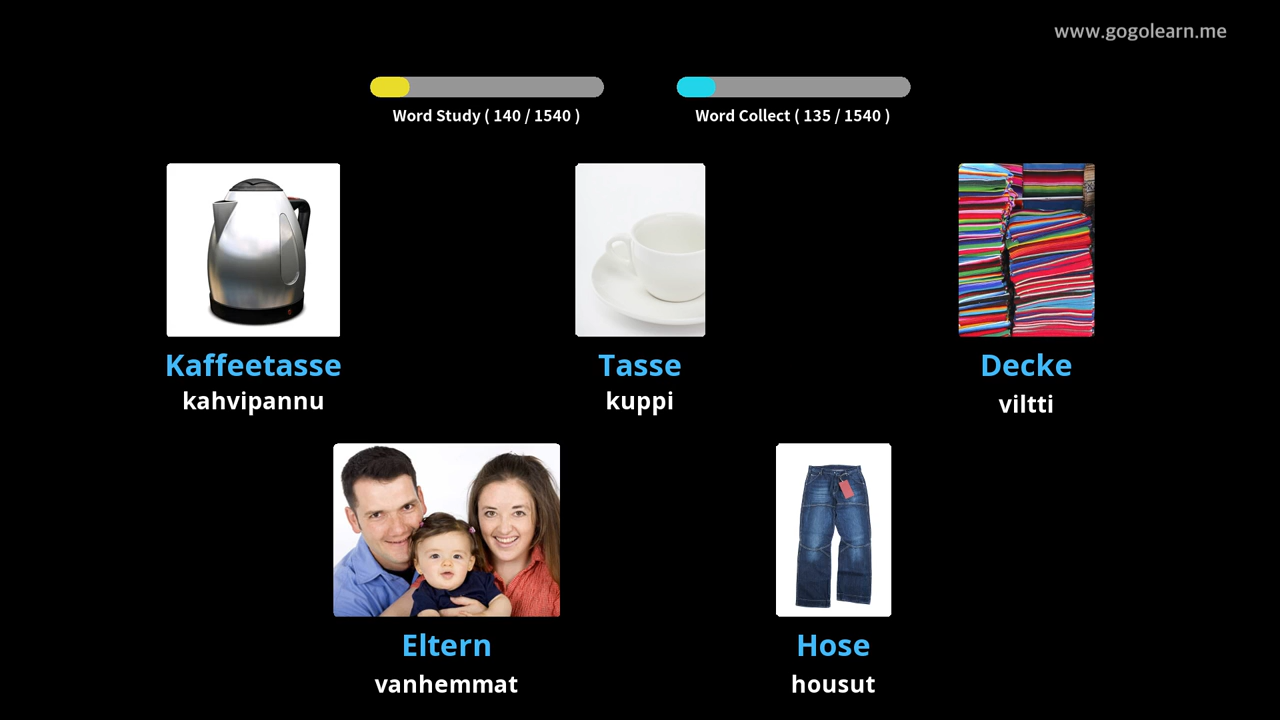 www.gogolearn.me
Word Study ( 140 / 1540 )
Word Collect ( 135 / 1540 )
Kaffeetasse
kahvipannu
Tasse
kuppi
Decke
viltti
Eltern
vanhemmat
Hose
housut